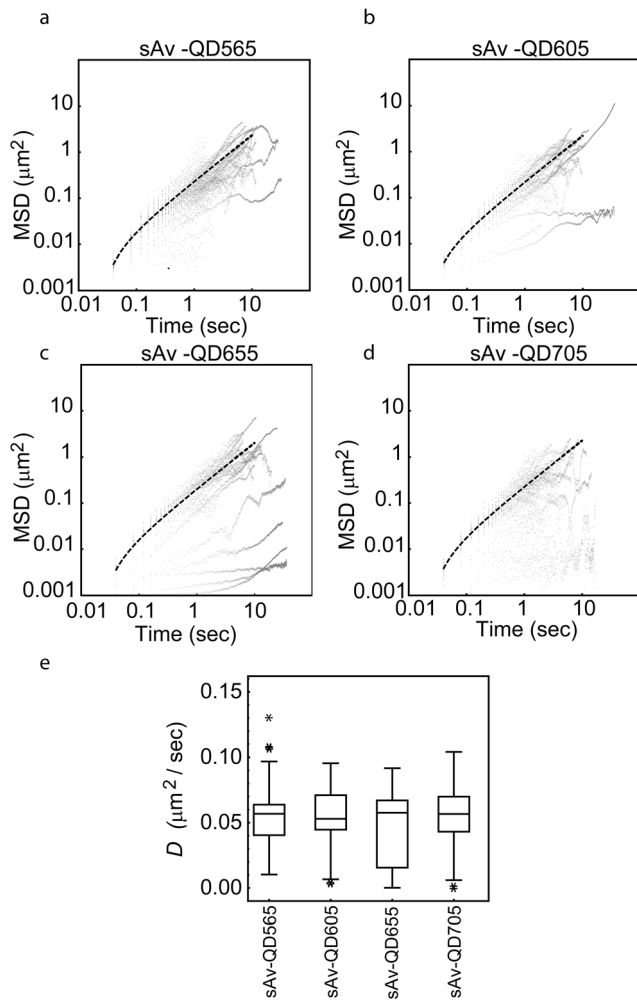 a
b
sAv -QD565
sAv -QD605
MSD (μm²)
10
1
0.1
0.01
0.001
0.01 0.1 1 10
Time (sec)
MSD (μm²)
10
1
0.1
0.01
0.001
0.01 0.1 1 10
Time (sec)
c
d
sAv -QD655
sAv -QD705
MSD (μm²)
10
1
0.1
0.01
0.001
0.01 0.1 1 10
Time (sec)
MSD (μm²)
10
1
0.1
0.01
0.001
0.01 0.1 1 10
Time (sec)
e
D (μm² / sec)
0.15
0.10
0.05
0.00
sAv-QD565
sAv-QD605
sAv-QD655
sAv-QD705